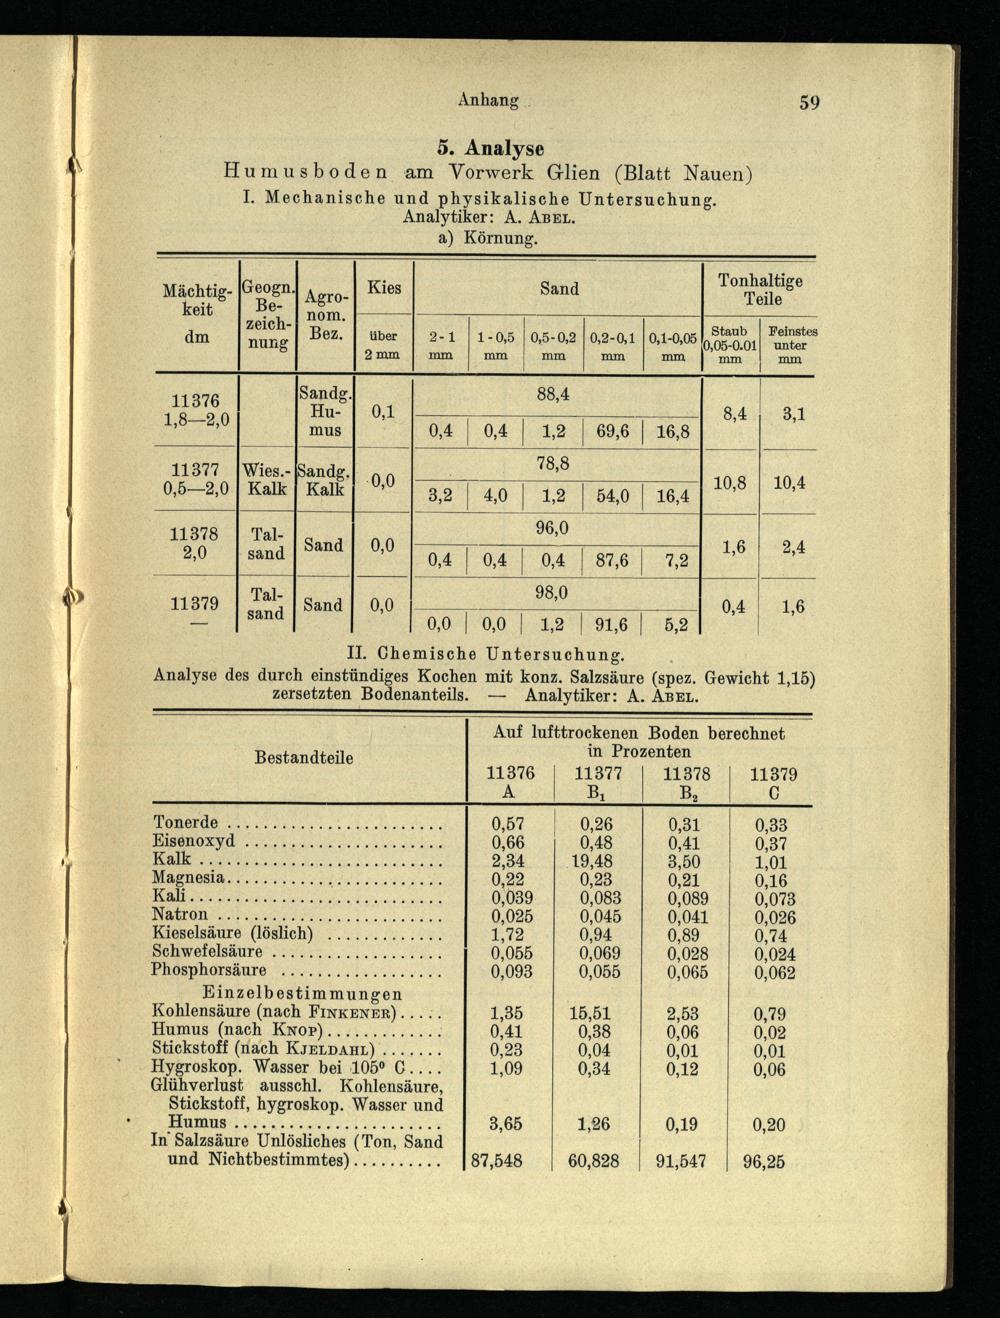 Anhang 59
5. Analyse
Humusboden am Vorwerk Glien (Blatt Nauen)
I. Mechanische und physikalische Untersuchung.
Analytiker: A. ABEL.
a) Körnung.
Mächtig- Geogn. Agro- Kies Sand Tonhaltige
keit Be- nom. Teile
dm zeich- Bez. über 2-1 1-0,5 0,5-0,2 0,2-0,1 0,1-0,05 Staub Feinstes
nung 2 mm mm mm mm mm mm 0,05-0.01 unter
mm mm
11376 Sandg. 88,4
1,8—2,0 Hu- 0,1 8,4 3,1
mus 0,4 0,4 1,2 69,6 16,8
11377 Wies.- Sandg. 78,8
0,5—2,0 Kalk Kalk 0,0 10,8 10,4
3,2 4,0 1,2 54,0 16,4
11378 Tal- 96,0
2,0 sand Sand 0,0 1,6 2,4
0,4 0,4 0,4 87,6 7,2
11379 Tal- Sand 0,0 98,0 0,4 1,6
— sand
0,0 0,0 1,2 91,6 5,2
II. Chemische Untersuchung.
Analyse des durch einstündiges Kochen mit konz. Salzsäure (spez. Gewicht 1,15)
zersetzten Bodenanteils. — Analytiker: A. ABEL.
Bestandteile
Auf lufttrockenen Boden berechnet
in Prozenten
11376 11377 11378 11379
A B₁ B₂ C
Tonerde ........................ 0,57 0,26 0,31 0,33
Eisenoxyd ...................... 0,66 0,48 0,41 0,37
Kalk ........................... 2,34 19,48 3,50 1,01
Magnesia........................ 0,22 0,23 0,21 0,16
Kali............................ 0,039 0,083 0,089 0,073
Natron ......................... 0,025 0,045 0,041 0,026
Kieselsäure (löslich) ............. 1,72 0,94 0,89 0,74
Schwefelsäure ................... 0,055 0,069 0,028 0,024
Phosphorsäure .................. 0,093 0,055 0,065 0,062
Einzelbestimmungen
Kohlensäure (nach FINKENER)..... 1,35 15,51 2,53 0,79
Humus (nach KNOP)............. 0,41 0,38 0,06 0,02
Stickstoff (nach KJELDAHL) ....... 0,23 0,04 0,01 0,01
Hygroskop. Wasser bei 105° C.... 1,09 0,34 0,12 0,06
Glühverlust ausschl. Kohlensäure,
Stickstoff, hygroskop. Wasser und
Humus ....................... 3,65 1,26 0,19 0,20
In Salzsäure Unlösliches (Ton, Sand
und Nichtbestimmtes).......... 87,548 60,828 91,547 96,25